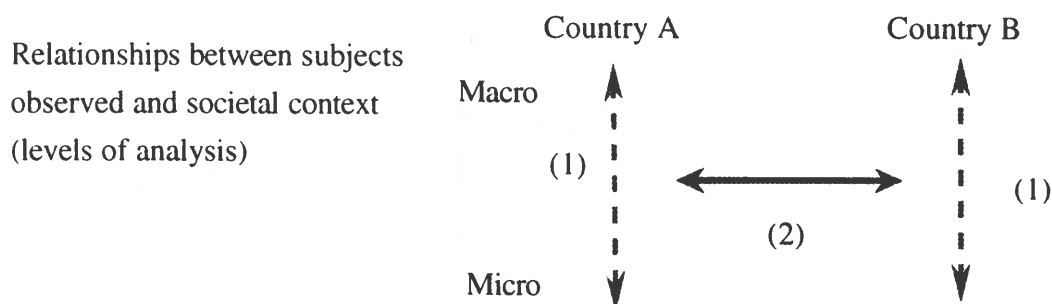 Relationships between subjects
observed and societal context
(levels of analysis)
Country A
Country B
Macro
(1)
(1)
(2)
Micro